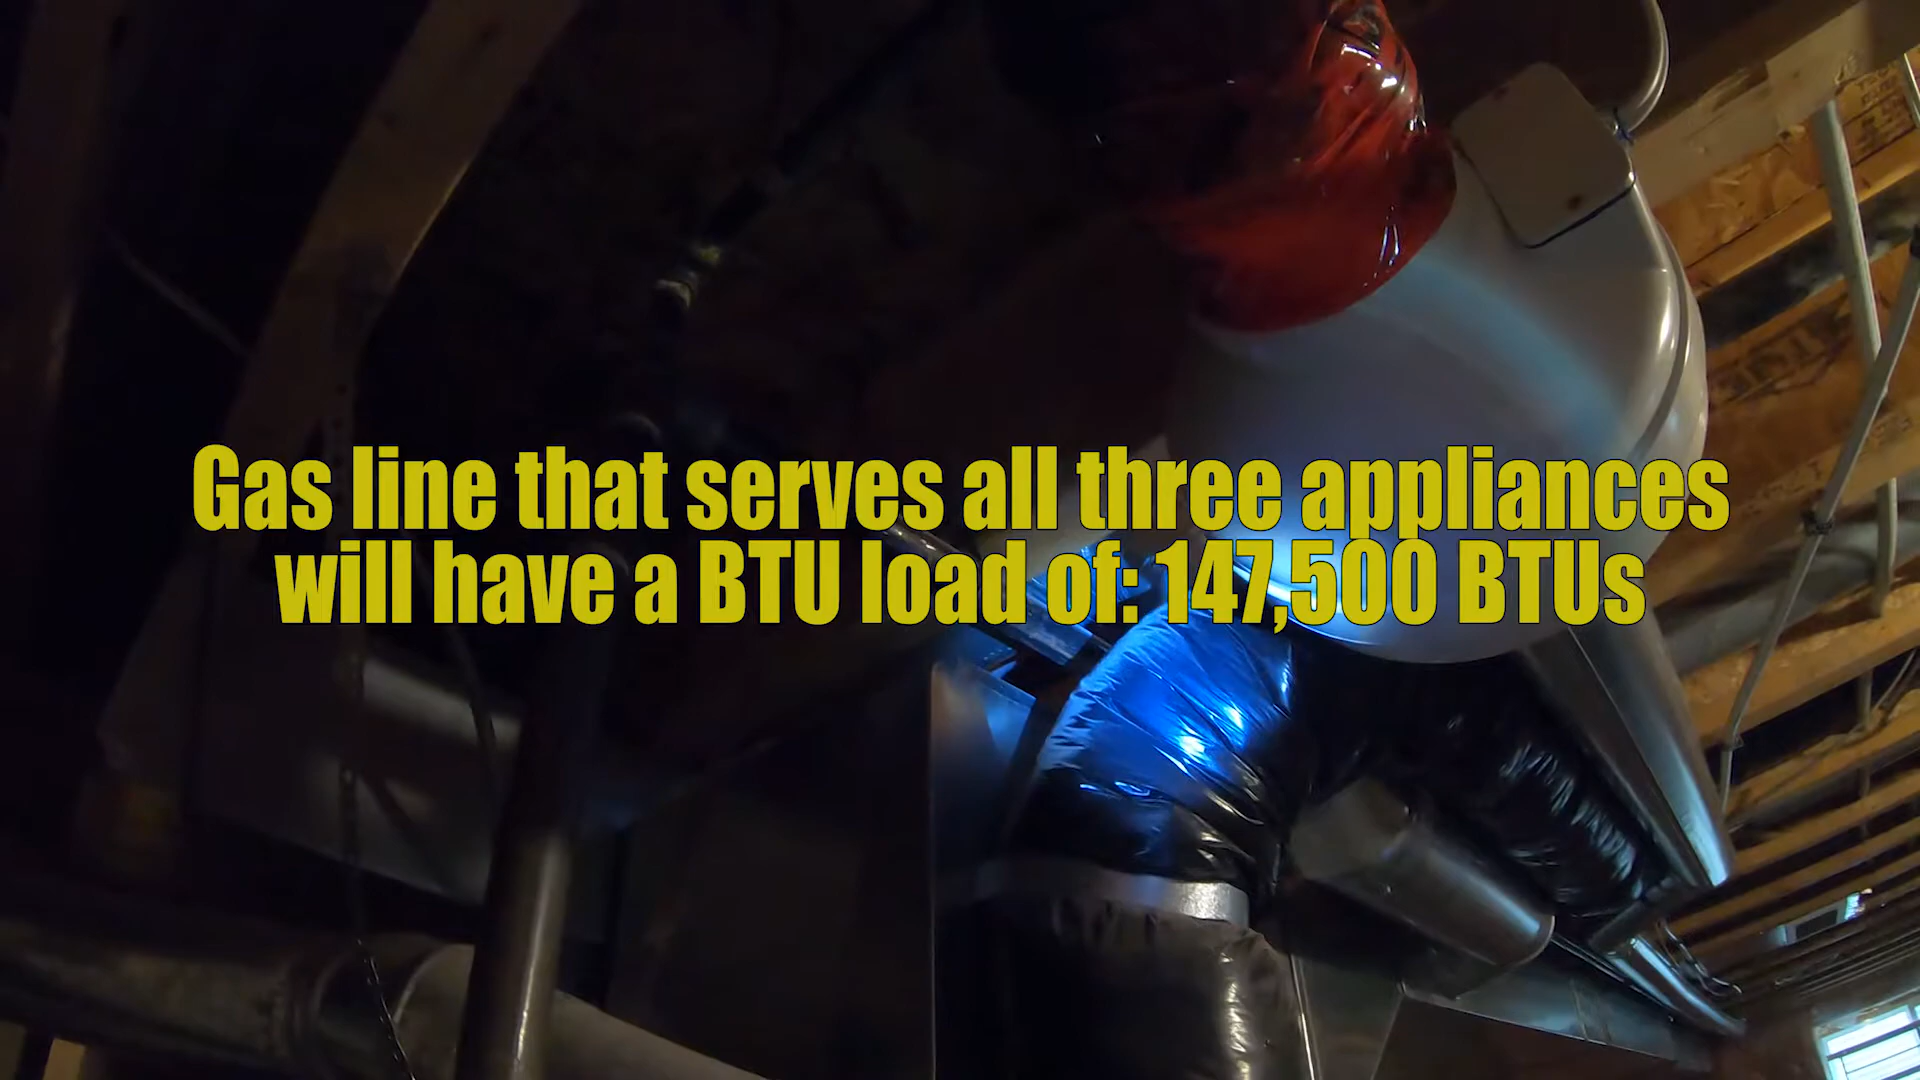 Gas line that serves all three appliances
will have a BTU load of: 147,500 BTUs